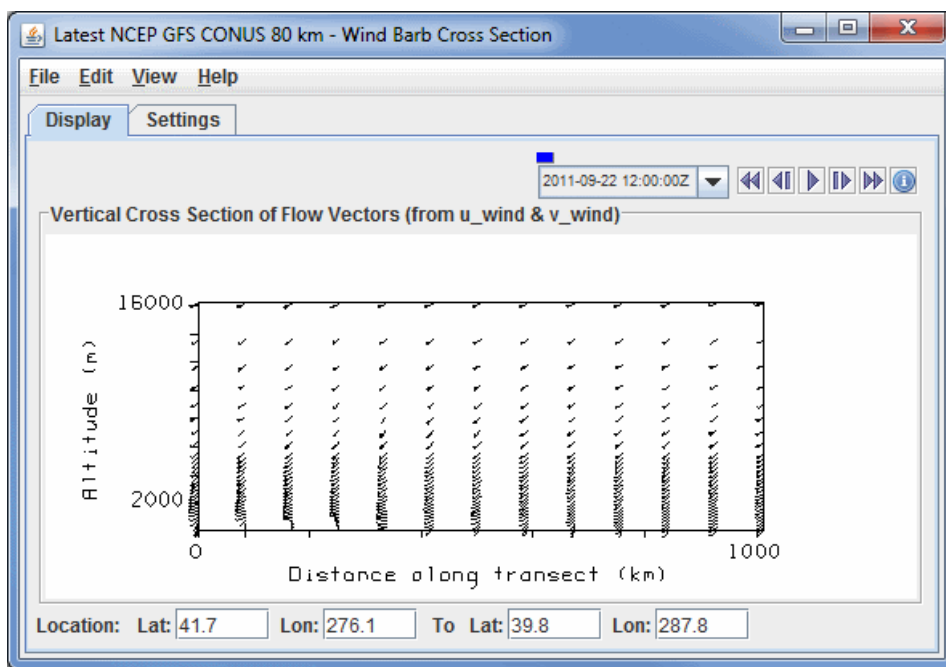 Latest NCEP GFS CONUS 80 km - Wind Barb Cross Section
File Edit View Help
Display Settings
2011-09-22 12:00:00Z
Vertical Cross Section of Flow Vectors (from u_wind & v_wind)
16000
Altitude (m)
2000
0 1000
Distance along transect (km)
Location: Lat: 41.7 Lon: 276.1 To Lat: 39.8 Lon: 287.8